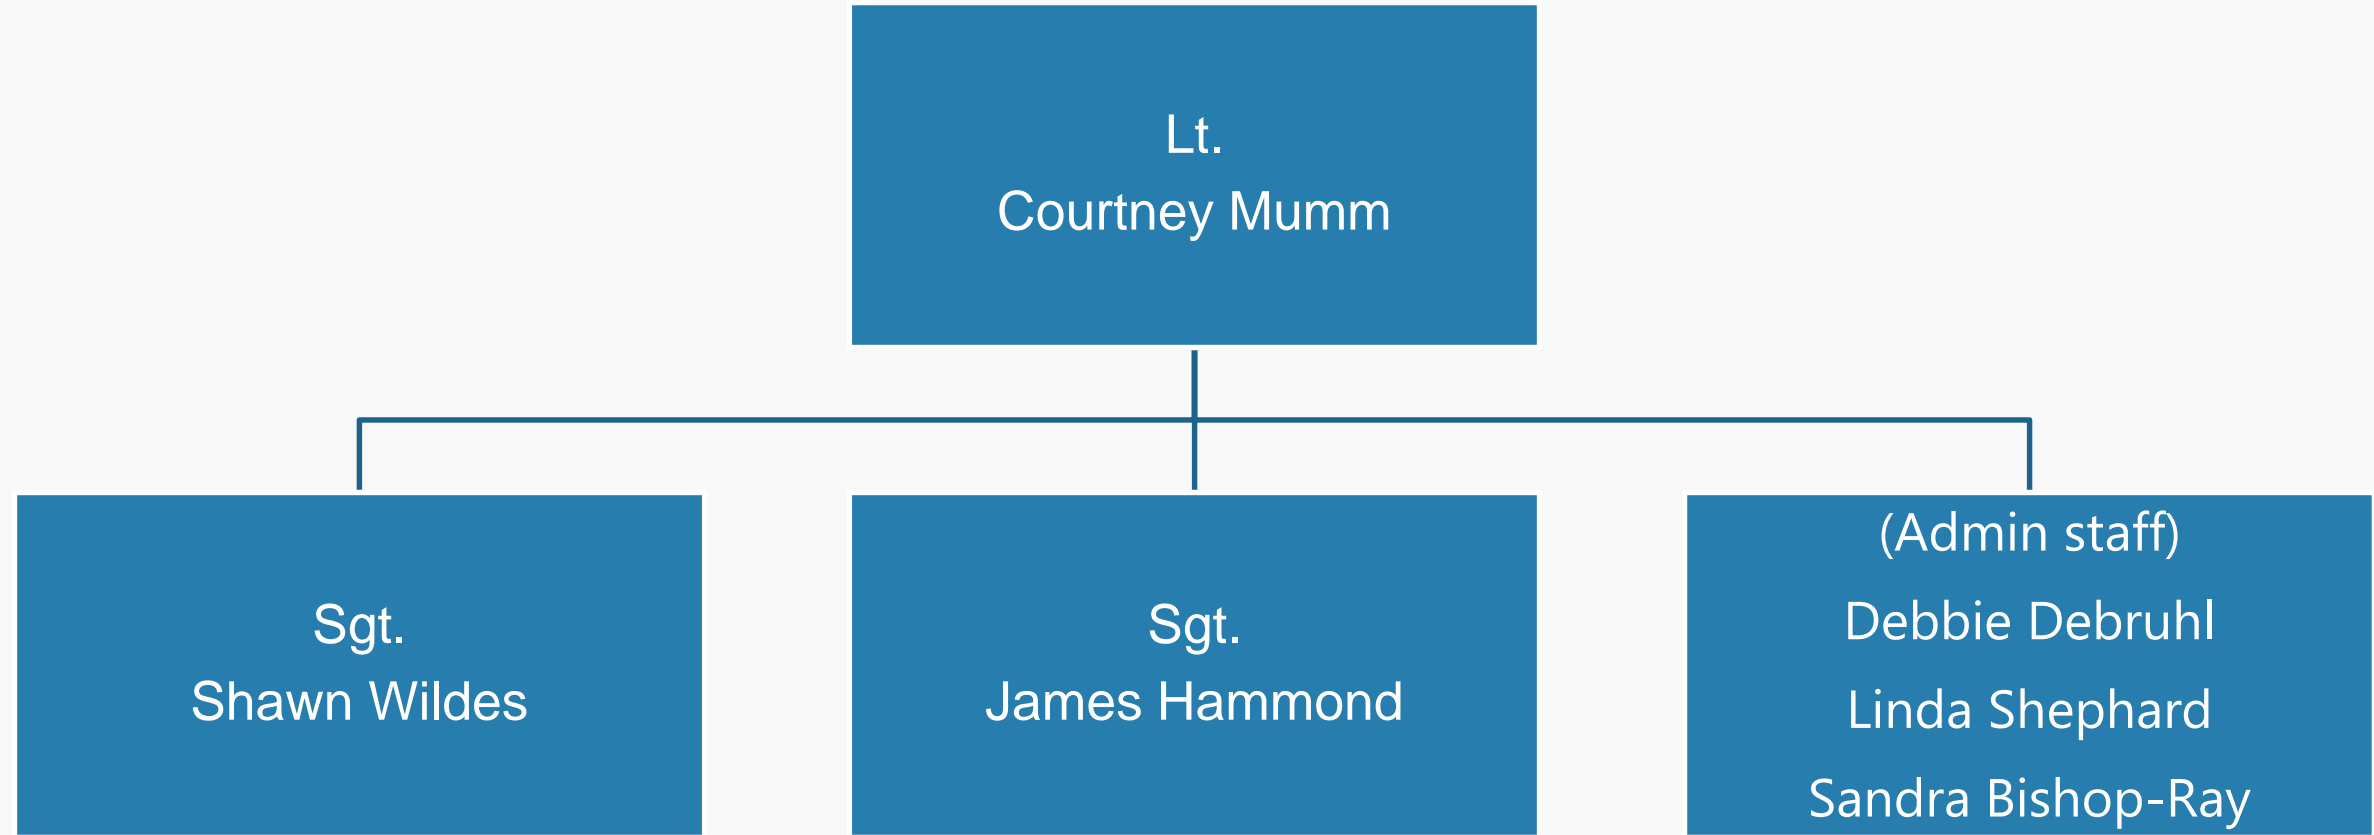 Lt.
Courtney Mumm
Sgt.
Shawn Wildes
Sgt.
James Hammond
(Admin staff)
Debbie Debruhl
Linda Shephard
Sandra Bishop-Ray